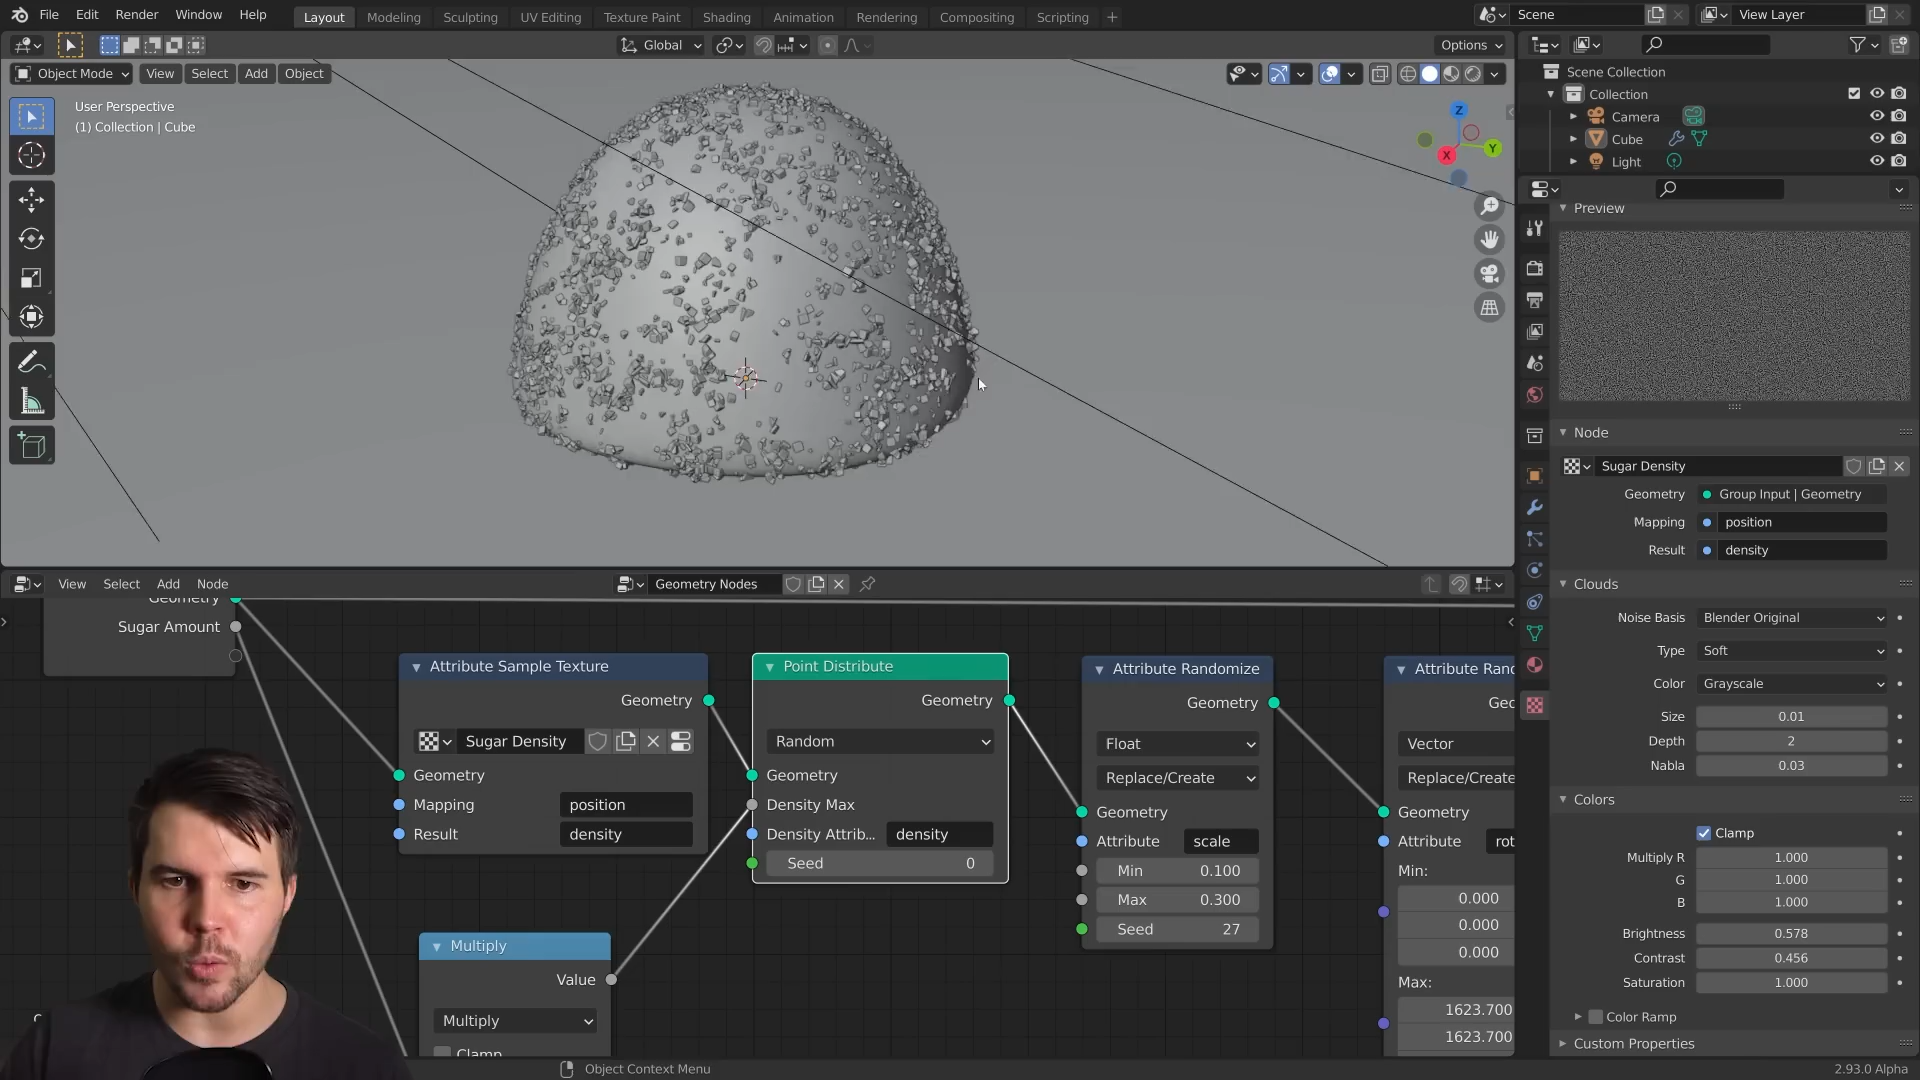 File Edit Render Window Help Layout Modeling Sculpting UV Editing Texture Paint Shading Animation Rendering Compositing Scripting Scene View Layer
Global Options
Object Mode View Select Add Object
User Perspective
(1) Collection | Cube
Z
Y
X
Scene Collection
Collection
Camera
Cube
Light
Preview
Node
Sugar Density
Geometry Group Input | Geometry
Mapping position
Result density
Clouds
Noise Basis Blender Original
Type Soft
Color Grayscale
Size 0.01
Depth 2
Nabla 0.03
Colors
Clamp
Multiply R 1.000
G 1.000
B 1.000
Brightness 0.578
Contrast 0.456
Saturation 1.000
Color Ramp
Custom Properties
View Select Add Node Geometry Nodes
Geometry
Sugar Amount
Attribute Sample Texture
Geometry
Sugar Density
Geometry
Mapping position
Result density
Point Distribute
Geometry
Random
Geometry
Density Max
Density Attrib... density
Seed 0
Multiply
Value
Multiply
Clamp
Attribute Randomize
Geometry
Float
Replace/Create
Geometry
Attribute scale
Min 0.100
Max 0.300
Seed 27
Attribute Ran
Geo
Vector
Replace/Create
Geometry
Attribute rot
Min:
0.000
0.000
0.000
Max:
1623.700
1623.700
Object Context Menu
2.93.0 Alpha